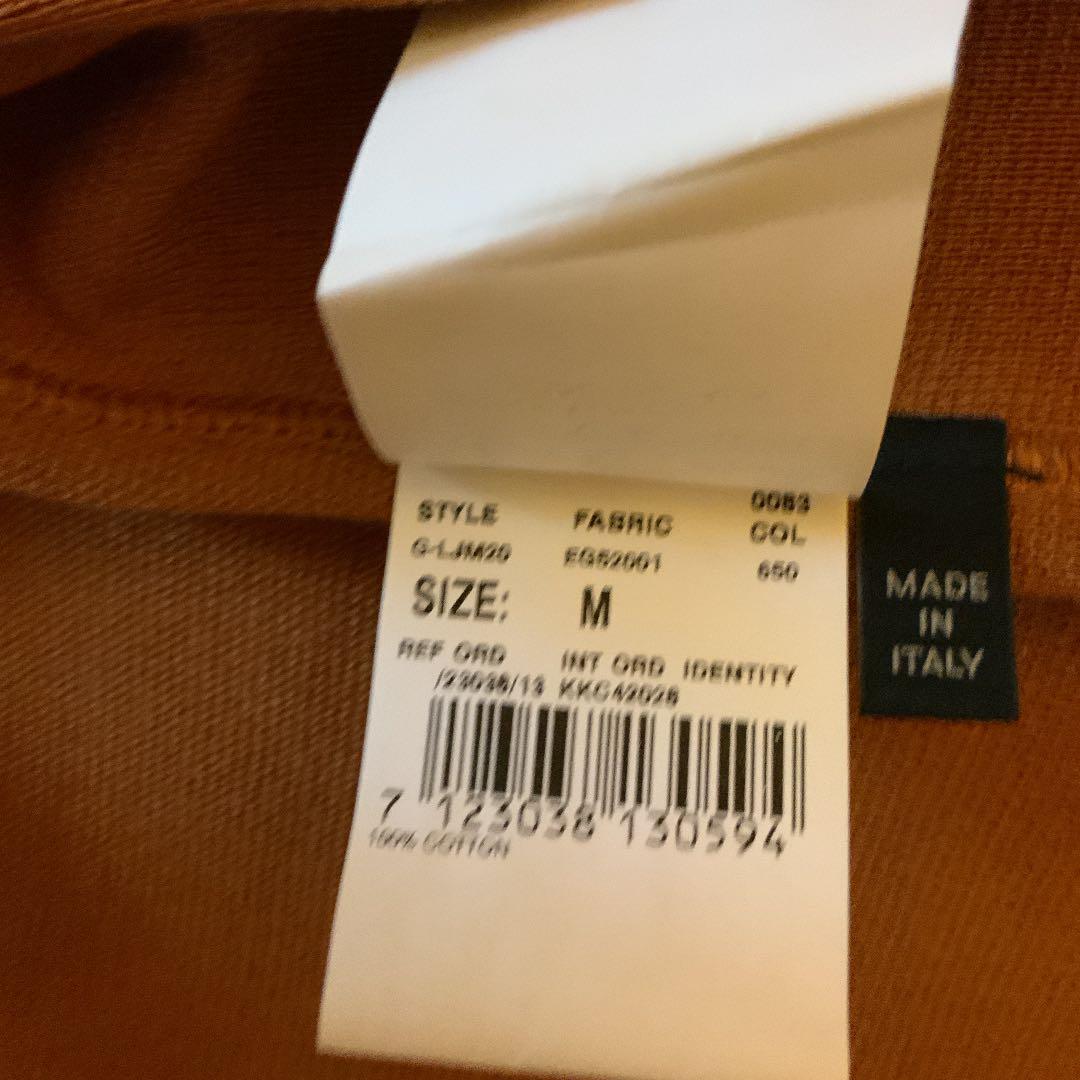 0083
STYLE FABRIC COL
G-LJM20 EG52001 650
SIZE: M
REF ORD INT ORD IDENTITY
/23038/13 KKC42028
7 123038 130594
100% COTTON
MADE
IN
ITALY